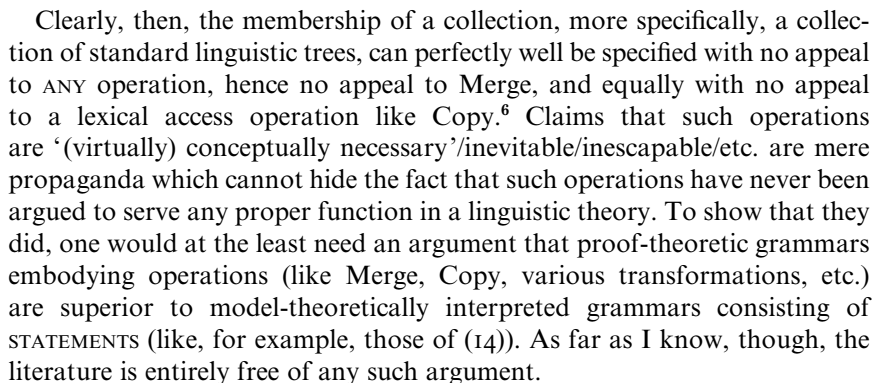 Clearly, then, the membership of a collection, more specifically, a collec-
tion of standard linguistic trees, can perfectly well be specified with no appeal
to ANY operation, hence no appeal to Merge, and equally with no appeal
to a lexical access operation like Copy.⁶ Claims that such operations
are ‘(virtually) conceptually necessary’/inevitable/inescapable/etc. are mere
propaganda which cannot hide the fact that such operations have never been
argued to serve any proper function in a linguistic theory. To show that they
did, one would at the least need an argument that proof-theoretic grammars
embodying operations (like Merge, Copy, various transformations, etc.)
are superior to model-theoretically interpreted grammars consisting of
STATEMENTS (like, for example, those of (14)). As far as I know, though, the
literature is entirely free of any such argument.